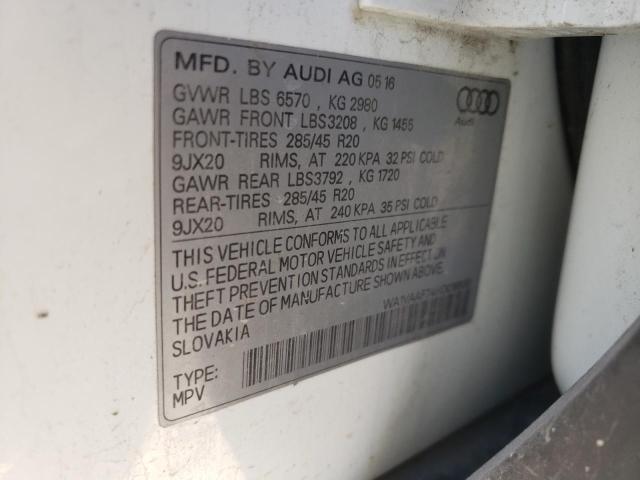 MFD. BY AUDI AG 05 16
GVWR LBS 6570 , KG 2980
GAWR FRONT LBS3208 , KG 1455
FRONT-TIRES 285/45 R20
9JX20 RIMS, AT 220 KPA 32 PSI COLD
GAWR REAR LBS3792 , KG 1720
REAR-TIRES 285/45 R20
9JX20 RIMS, AT 240 KPA 35 PSI COLD
Audi
THIS VEHICLE CONFORMS TO ALL APPLICABLE
U.S. FEDERAL MOTOR VEHICLE SAFETY AND
THEFT PREVENTION STANDARDS IN EFFECT ON
THE DATE OF MANUFACTURE SHOWN ABOVE.
SLOVAKIA
TYPE:
MPV